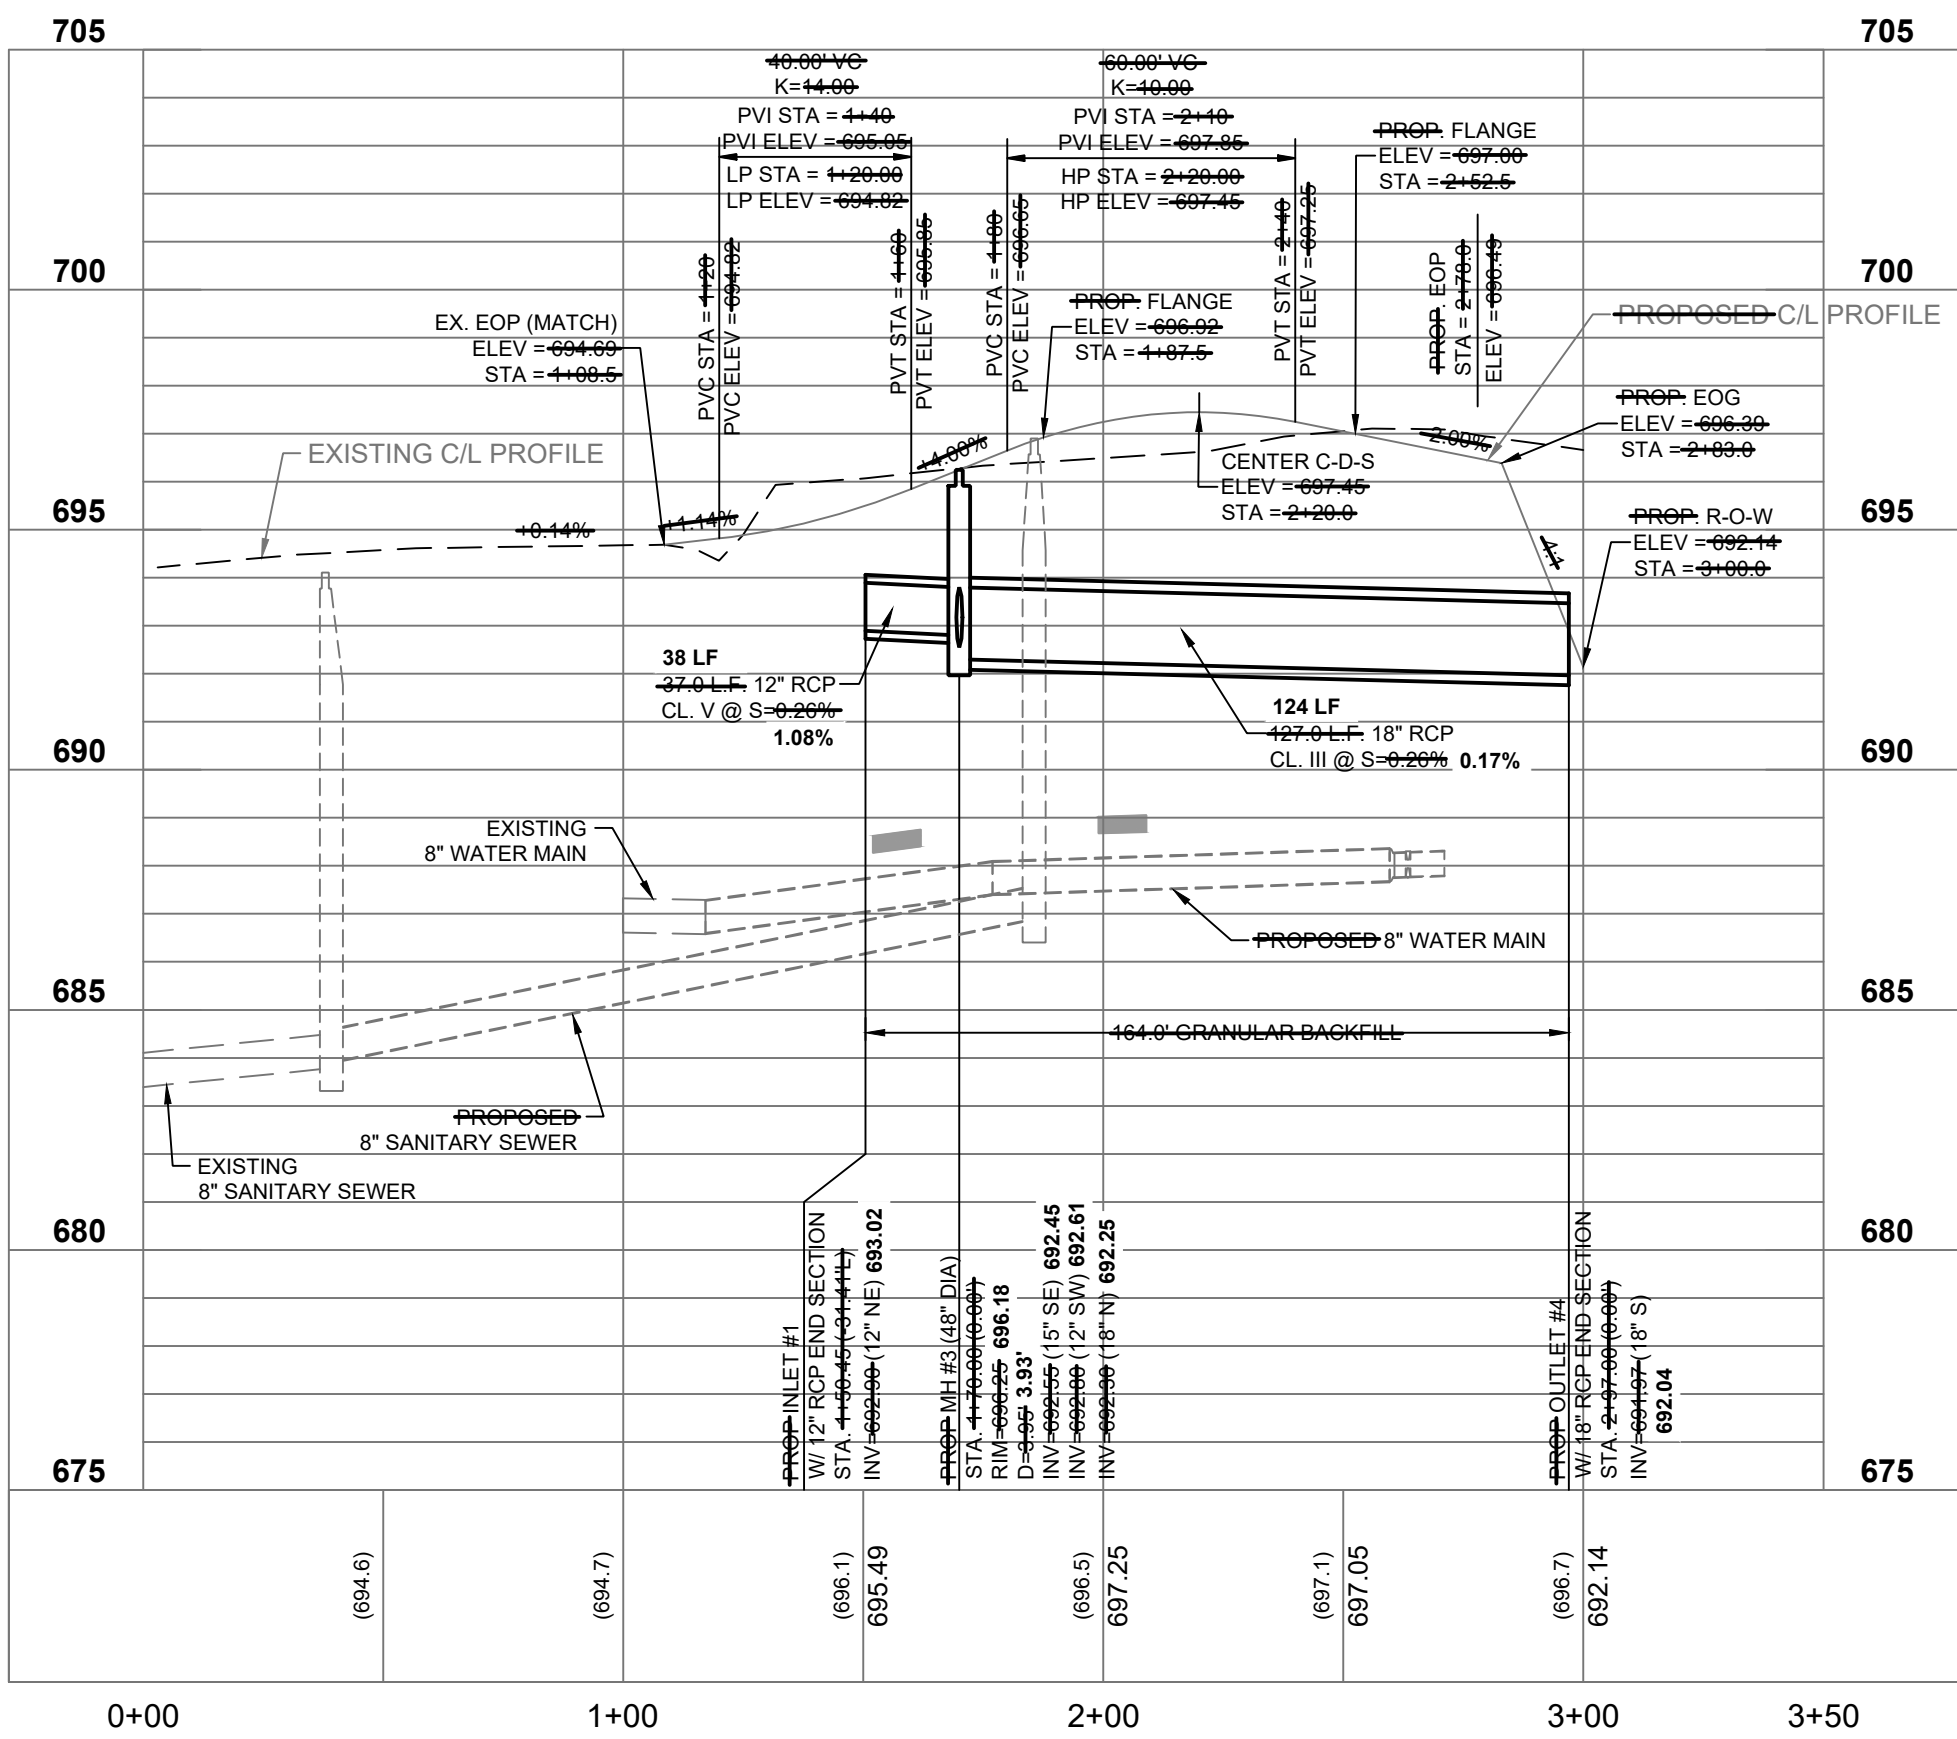 705
705
40.00' VC
K=14.00
PVI STA = 1+40
PVI ELEV = 695.05
LP STA = 1+20.00
LP ELEV = 694.82
60.00' VC
K=10.00
PVI STA = 2+10
PVI ELEV = 697.85
HP STA = 2+20.00
HP ELEV = 697.45
PROP. FLANGE
ELEV = 697.00
STA = 2+52.5
PVC STA = 1+20
PVC ELEV = 694.82
PVT STA = 1+60
PVT ELEV = 695.85
PVC STA = 1+80
PVC ELEV = 696.65
PVT STA = 2+40
PVT ELEV = 697.25
PROP. EOP
STA = 2+78.0
ELEV = 696.49
700
700
EX. EOP (MATCH)
ELEV = 694.69
STA = 1+08.5
PROP. FLANGE
ELEV = 696.92
STA = 1+87.5
PROPOSED C/L PROFILE
PROP. EOG
ELEV = 696.39
STA = 2+83.0
EXISTING C/L PROFILE
+4.00%
-2.00%
CENTER C-D-S
ELEV = 697.45
STA = 2+20.0
695
695
+0.14%
+1.14%
4:1
PROP. R-O-W
ELEV = 692.14
STA = 3+00.0
38 LF
37.0 L.F. 12" RCP
CL. V @ S=0.26%
1.08%
124 LF
127.0 L.F. 18" RCP
CL. III @ S=0.26% 0.17%
690
690
EXISTING
8" WATER MAIN
PROPOSED 8" WATER MAIN
685
685
164.0' GRANULAR BACKFILL
PROPOSED
8" SANITARY SEWER
EXISTING
8" SANITARY SEWER
680
680
PROP INLET #1
W/ 12" RCP END SECTION
STA. 1+50.45 (-31.41'L)
INV=692.90 (12" NE) 693.02
PROP MH #3 (48" DIA)
STA. 1+70.00 (0.00')
RIM=696.25 696.18
D=3.95' 3.93'
INV=692.55 (15" SE) 692.45
INV=692.80 (12" SW) 692.61
INV=692.30 (18" N) 692.25
PROP OUTLET #4
W/ 18" RCP END SECTION
STA. 2+97.00 (0.00')
INV=691.97 (18" S)
692.04
675
675
(694.6)
(694.7)
(696.1)
695.49
(696.5)
697.25
(697.1)
697.05
(696.7)
692.14
0+00
1+00
2+00
3+00
3+50